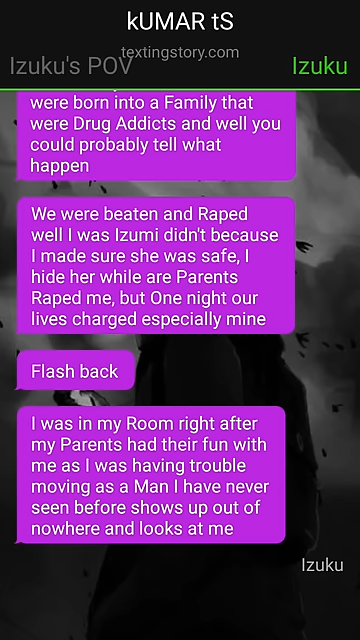 kUMAR tS
textingstory.com
Izuku's POV
Izuku
were born into a Family that
were Drug Addicts and well you
could probably tell what
happen
We were beaten and Raped
well I was Izumi didn't because
I made sure she was safe, I
hide her while are Parents
Raped me, but One night our
lives charged especially mine
Flash back
I was in my Room right after
my Parents had their fun with
me as I was having trouble
moving as a Man I have never
seen before shows up out of
nowhere and looks at me
Izuku